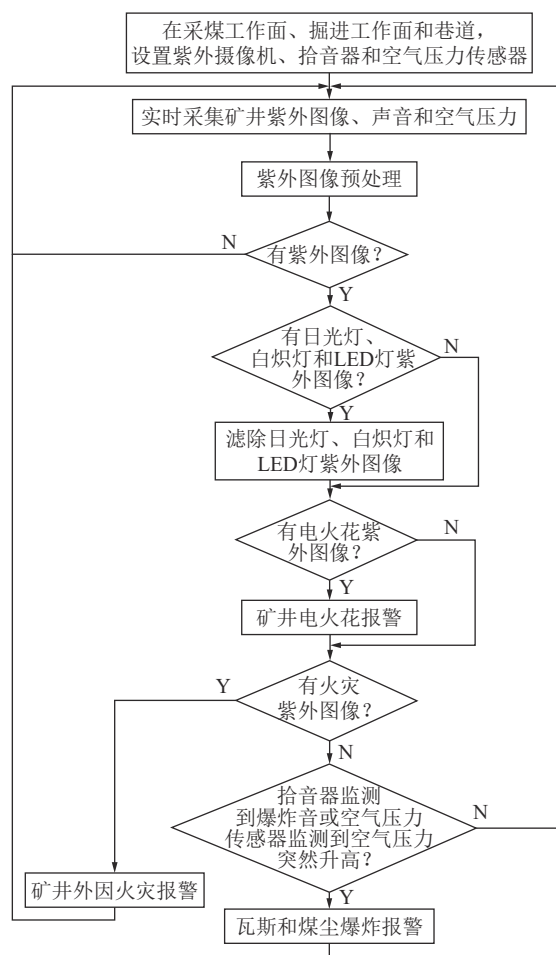 在采煤工作面、掘进工作面和巷道，
设置紫外摄像机、拾音器和空气压力传感器
实时采集矿井紫外图像、声音和空气压力
紫外图像预处理
N
有紫外图像？
Y
有日光灯、
白炽灯和LED灯紫
外图像？
N
Y
滤除日光灯、白炽灯和
LED灯紫外图像
有电火花紫
外图像？
N
Y
矿井电火花报警
Y
有火灾
紫外图像？
N
拾音器监测
到爆炸音或空气压力
传感器监测到空气压力
突然升高？
N
矿井外因火灾报警
Y
瓦斯和煤尘爆炸报警